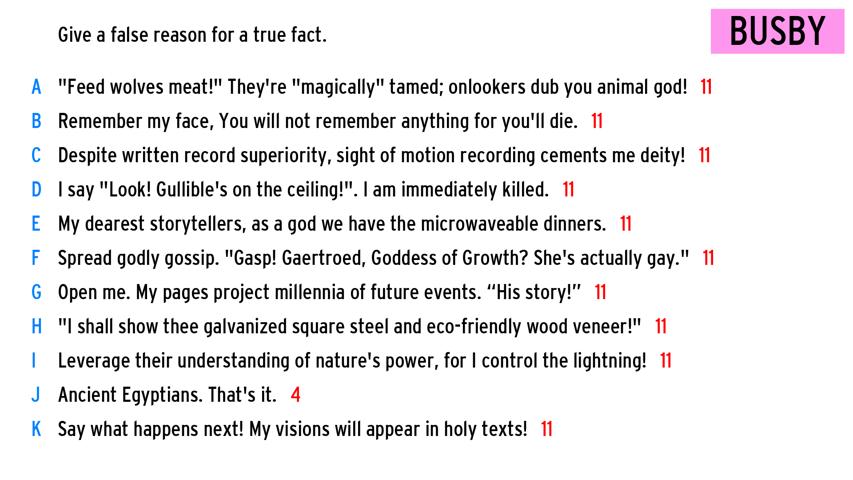 Give a false reason for a true fact.
BUSBY
A "Feed wolves meat!" They're "magically" tamed; onlookers dub you animal god! 11
B Remember my face, You will not remember anything for you'll die. 11
C Despite written record superiority, sight of motion recording cements me deity! 11
D I say "Look! Gullible's on the ceiling!". I am immediately killed. 11
E My dearest storytellers, as a god we have the microwaveable dinners. 11
F Spread godly gossip. "Gasp! Gaertroed, Goddess of Growth? She's actually gay." 11
G Open me. My pages project millennia of future events. “His story!” 11
H "I shall show thee galvanized square steel and eco-friendly wood veneer!" 11
I Leverage their understanding of nature's power, for I control the lightning! 11
J Ancient Egyptians. That's it. 4
K Say what happens next! My visions will appear in holy texts! 11